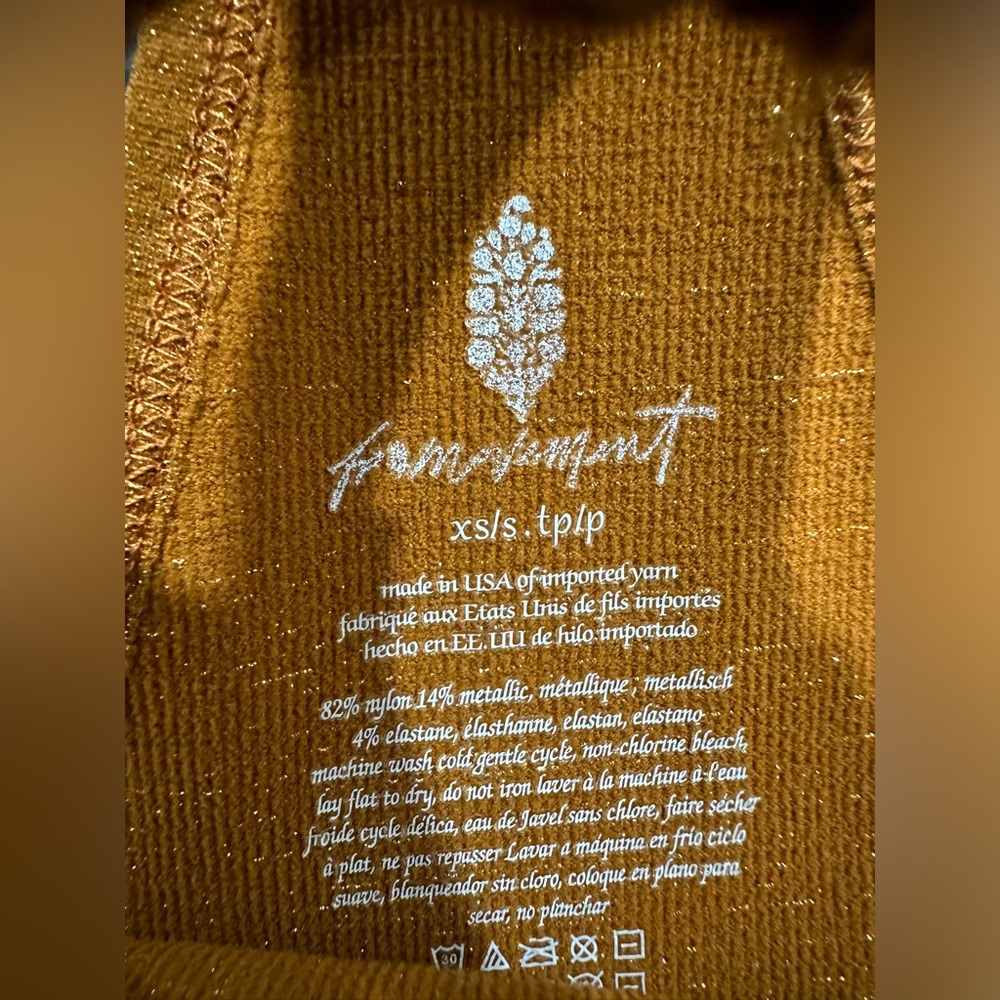 fpmovement
xs/s . tp/p
made in USA of imported yarn
fabriqué aux Etats Unis de fils importés
hecho en EE.UU de hilo importado
82% nylon 14% metallic, métallique, metallisch
4% elastane, élasthanne, elastan, elastano
machine wash cold gentle cycle, non-chlorine bleach,
lay flat to dry, do not iron laver à la machine à l'eau
froide cycle délica, eau de Javel sans chlore, faire sécher
à plat, ne pas repasser Lavar a máquina en frío ciclo
suave, blanqueador sin cloro, coloque en plano para
secar, no planchar
30